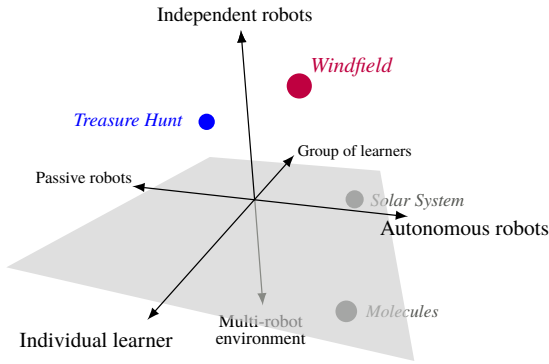 Independent robots
Windfield
Treasure Hunt
Group of learners
Passive robots
Solar System
Autonomous robots
Molecules
Multi-robot
environment
Individual learner